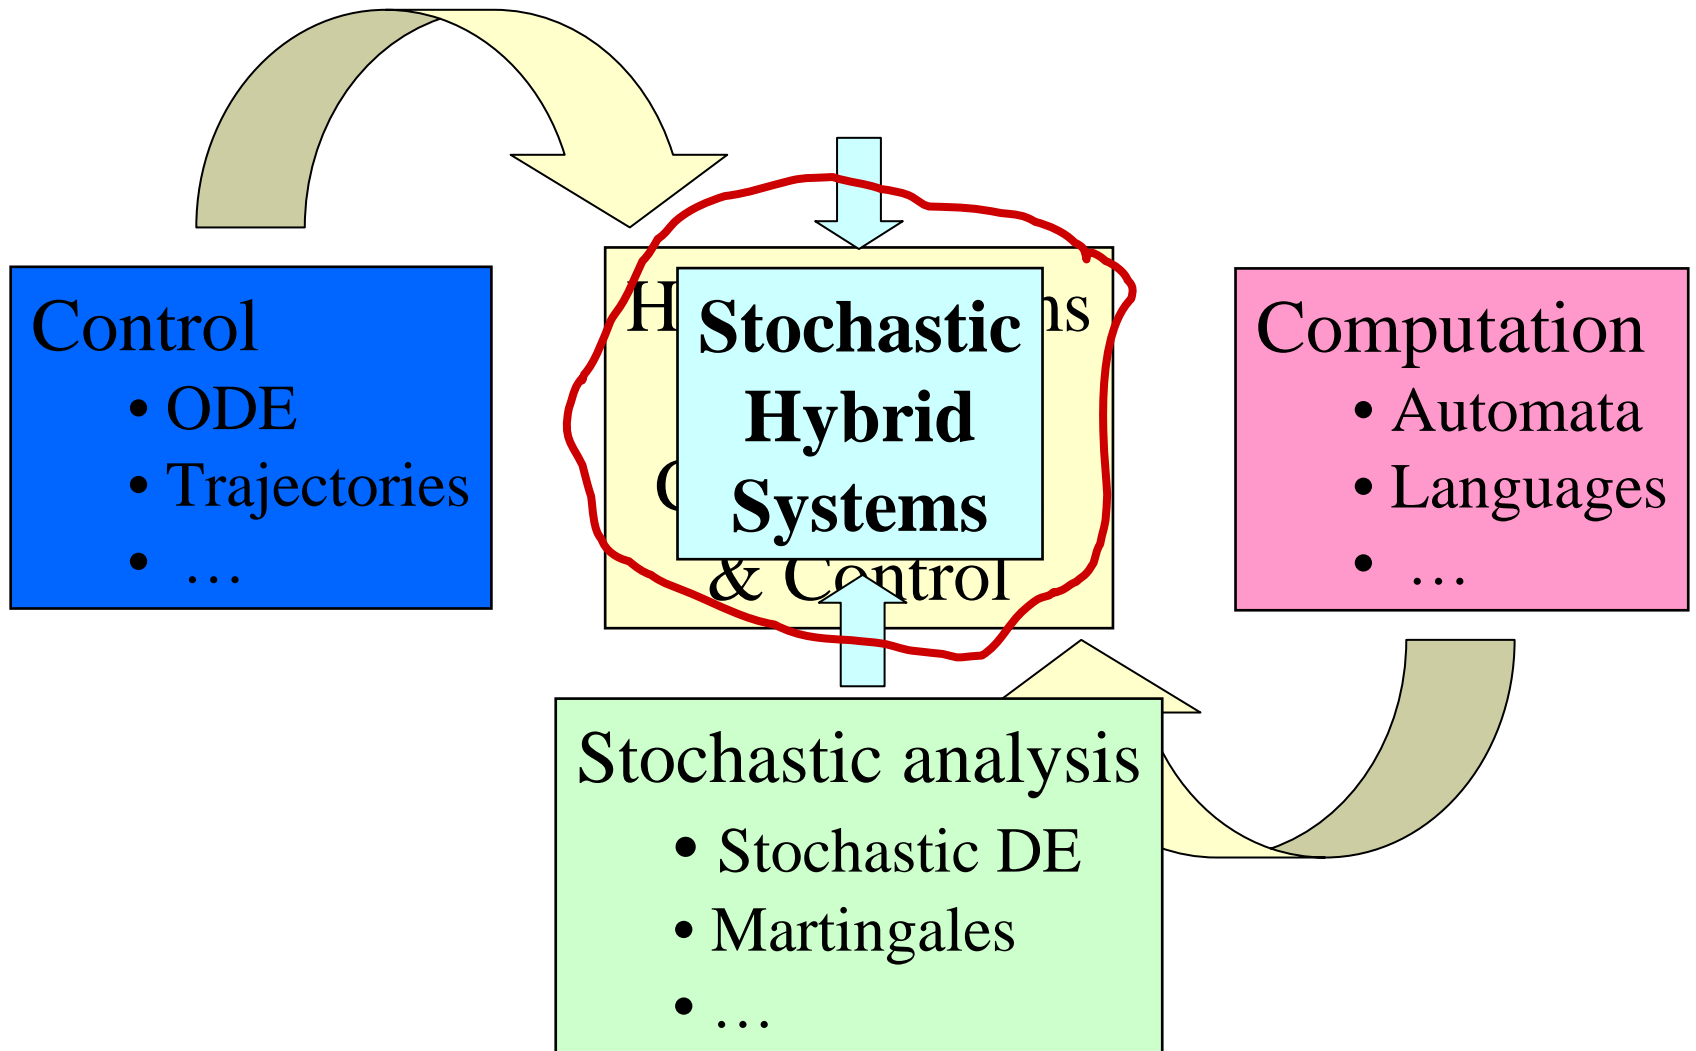 Control
• ODE
• Trajectories
• …
Stochastic
Hybrid
Systems
& Control
Computation
• Automata
• Languages
• …
Stochastic analysis
• Stochastic DE
• Martingales
• …